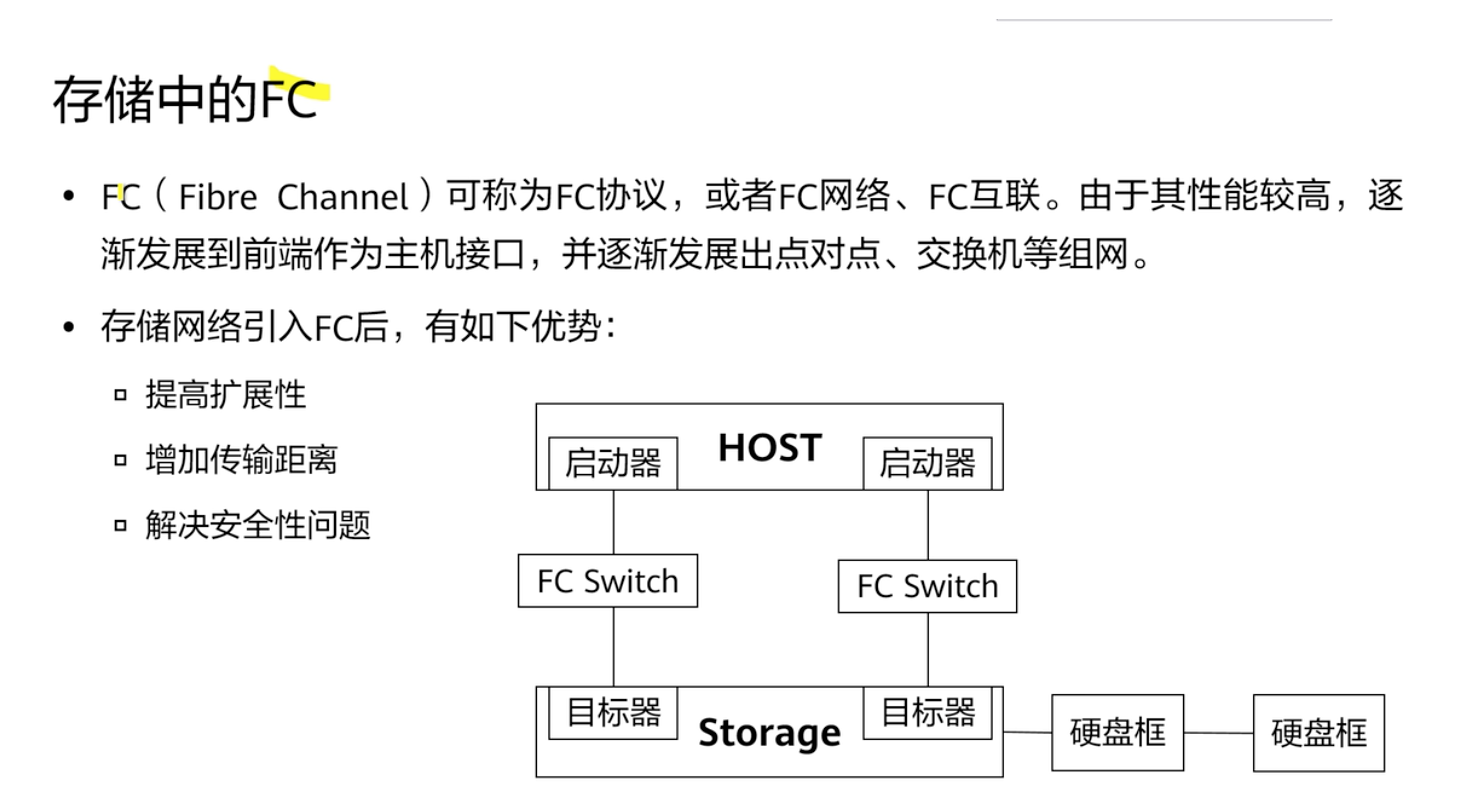 存储中的FC
• FC（Fibre Channel）可称为FC协议，或者FC网络、FC互联。由于其性能较高，逐
渐发展到前端作为主机接口，并逐渐发展出点对点、交换机等组网。
• 存储网络引入FC后，有如下优势：
▫ 提高扩展性
▫ 增加传输距离
▫ 解决安全性问题
启动器 HOST 启动器
FC Switch FC Switch
目标器 Storage 目标器 硬盘框 硬盘框